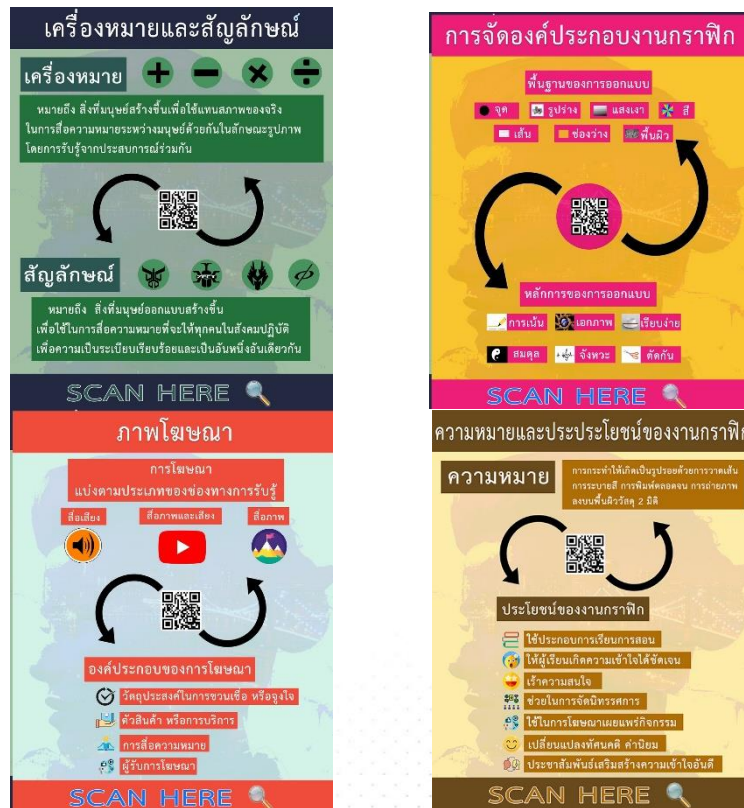 เครื่องหมายและสัญลักษณ์
เครื่องหมาย
หมายถึง สิ่งที่มนุษย์สร้างขึ้นเพื่อใช้แทนสภาพของจริง
ในการสื่อความหมายระหว่างมนุษย์ด้วยกันในลักษณะรูปภาพ
โดยการรับรู้จากประสบการณ์ร่วมกัน
สัญลักษณ์
หมายถึง สิ่งที่มนุษย์ออกแบบสร้างขึ้น
เพื่อใช้ในการสื่อความหมายที่จะให้ทุกคนในสังคมปฏิบัติ
เพื่อความเป็นระเบียบเรียบร้อยและเป็นอันหนึ่งอันเดียวกัน
SCAN HERE
การจัดองค์ประกอบงานกราฟิก
พื้นฐานของการออกแบบ
จุด รูปร่าง แสงเงา สี
เส้น ช่องว่าง พื้นผิว
หลักการของการออกแบบ
การเน้น เอกภาพ เรียบง่าย
สมดุล จังหวะ ตัดกัน
SCAN HERE
ภาพโฆษณา
การโฆษณา
แบ่งตามประเภทของช่องทางการรับรู้
สื่อเสียง สื่อภาพและเสียง สื่อภาพ
องค์ประกอบของการโฆษณา
วัตถุประสงค์ในการชวนเชื่อ หรือจูงใจ
ตัวสินค้า หรือการบริการ
การสื่อความหมาย
ผู้รับการโฆษณา
SCAN HERE
ความหมายและประประโยชน์ของงานกราฟิก
ความหมาย
การกระทำให้เกิดเป็นรูปรอยด้วยการวาดเส้น
การระบายสี การพิมพ์ตลอดจน การถ่ายภาพ
ลงบนพื้นผิววัสดุ 2 มิติ
ประโยชน์ของงานกราฟิก
ใช้ประกอบการเรียนการสอน
ให้ผู้เรียนเกิดความเข้าใจได้ชัดเจน
เร้าความสนใจ
ช่วยในการจัดนิทรรศการ
ใช้ในการโฆษณาเผยแพร่กิจกรรม
เปลี่ยนแปลงทัศนคติ ค่านิยม
ประชาสัมพันธ์เสริมสร้างความเข้าใจอันดี
SCAN HERE